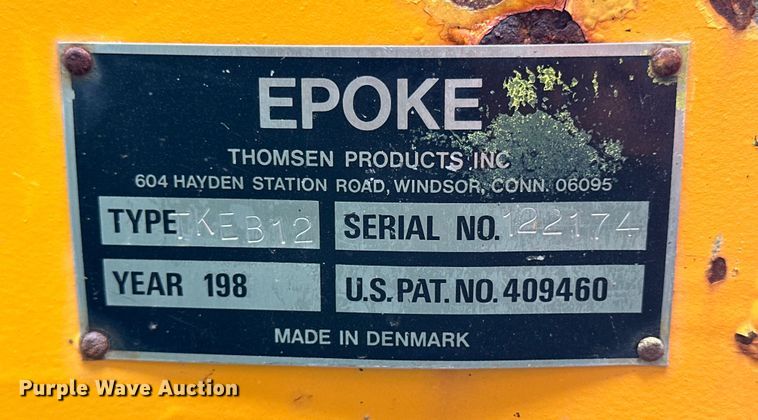 EPOKE
THOMSEN PRODUCTS INC
604 HAYDEN STATION ROAD, WINDSOR, CONN. 06095
TYPE TKEB12 SERIAL NO. 122174
YEAR 198 U.S. PAT. NO. 409460
MADE IN DENMARK
Purple Wave Auction